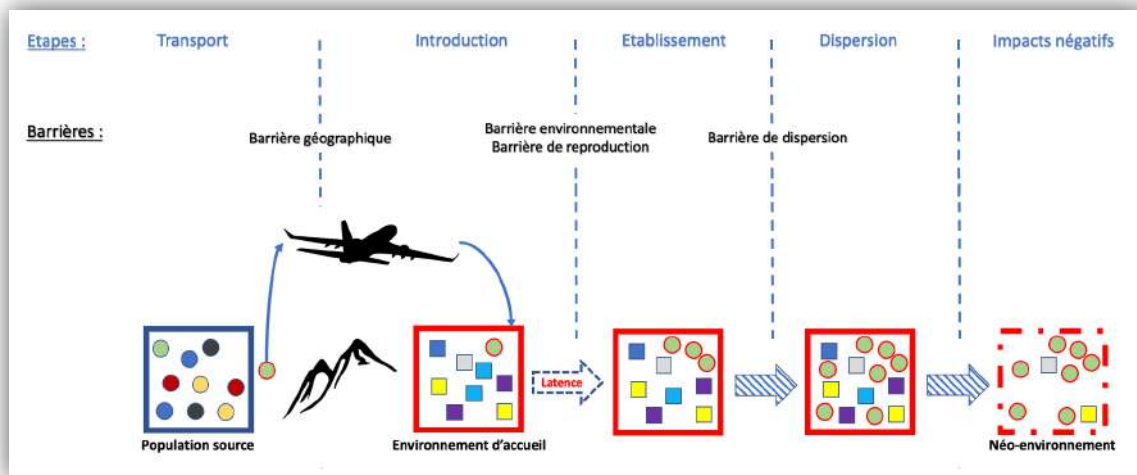 Etapes :
Transport
Introduction
Etablissement
Dispersion
Impacts négatifs
Barrières :
Barrière géographique
Barrière environnementale
Barrière de reproduction
Barrière de dispersion
Latence
Population source
Environnement d'accueil
Néo-environnement